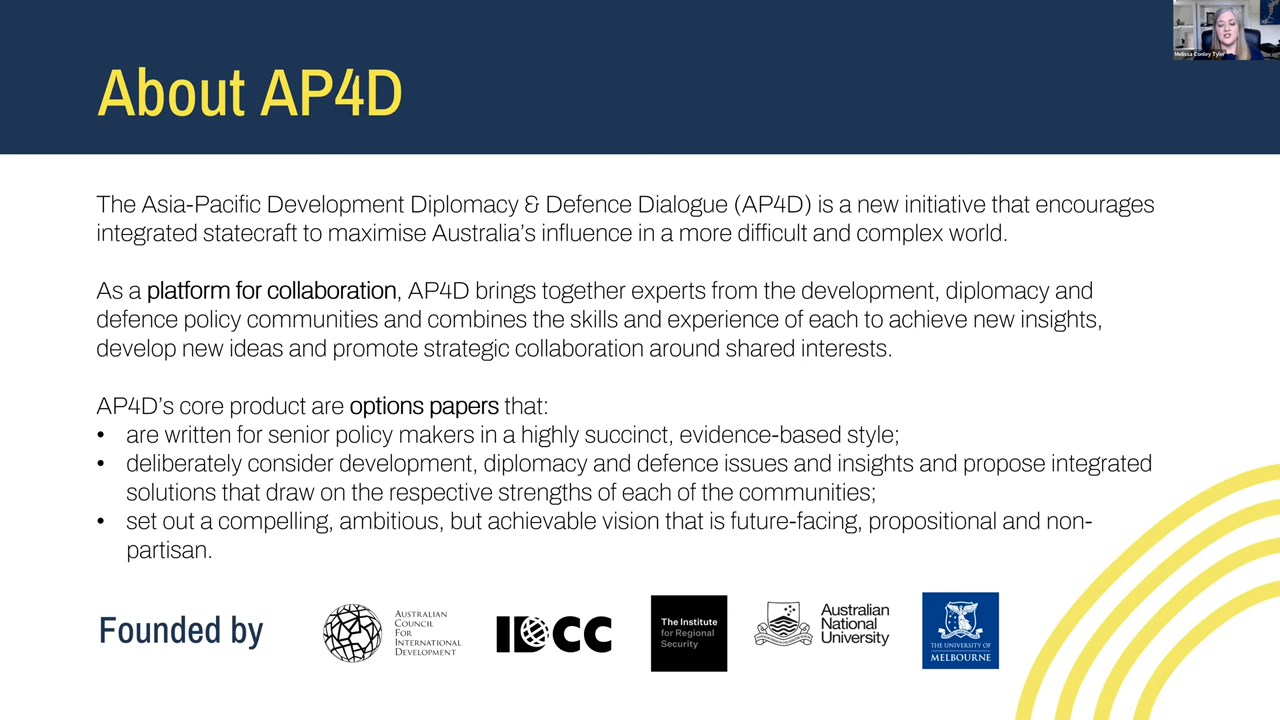 Melissa Conley Tyler
About AP4D
The Asia-Pacific Development Diplomacy & Defence Dialogue (AP4D) is a new initiative that encourages
integrated statecraft to maximise Australia's influence in a more difficult and complex world.
As a platform for collaboration, AP4D brings together experts from the development, diplomacy and
defence policy communities and combines the skills and experience of each to achieve new insights,
develop new ideas and promote strategic collaboration around shared interests.
AP4D's core product are options papers that:
• are written for senior policy makers in a highly succinct, evidence-based style;
• deliberately consider development, diplomacy and defence issues and insights and propose integrated
solutions that draw on the respective strengths of each of the communities;
• set out a compelling, ambitious, but achievable vision that is future-facing, propositional and non-
partisan.
Founded by
AUSTRALIAN
COUNCIL
FOR
INTERNATIONAL
DEVELOPMENT
IDCC
The Institute
for Regional
Security
Australian
National
University
THE UNIVERSITY OF
MELBOURNE